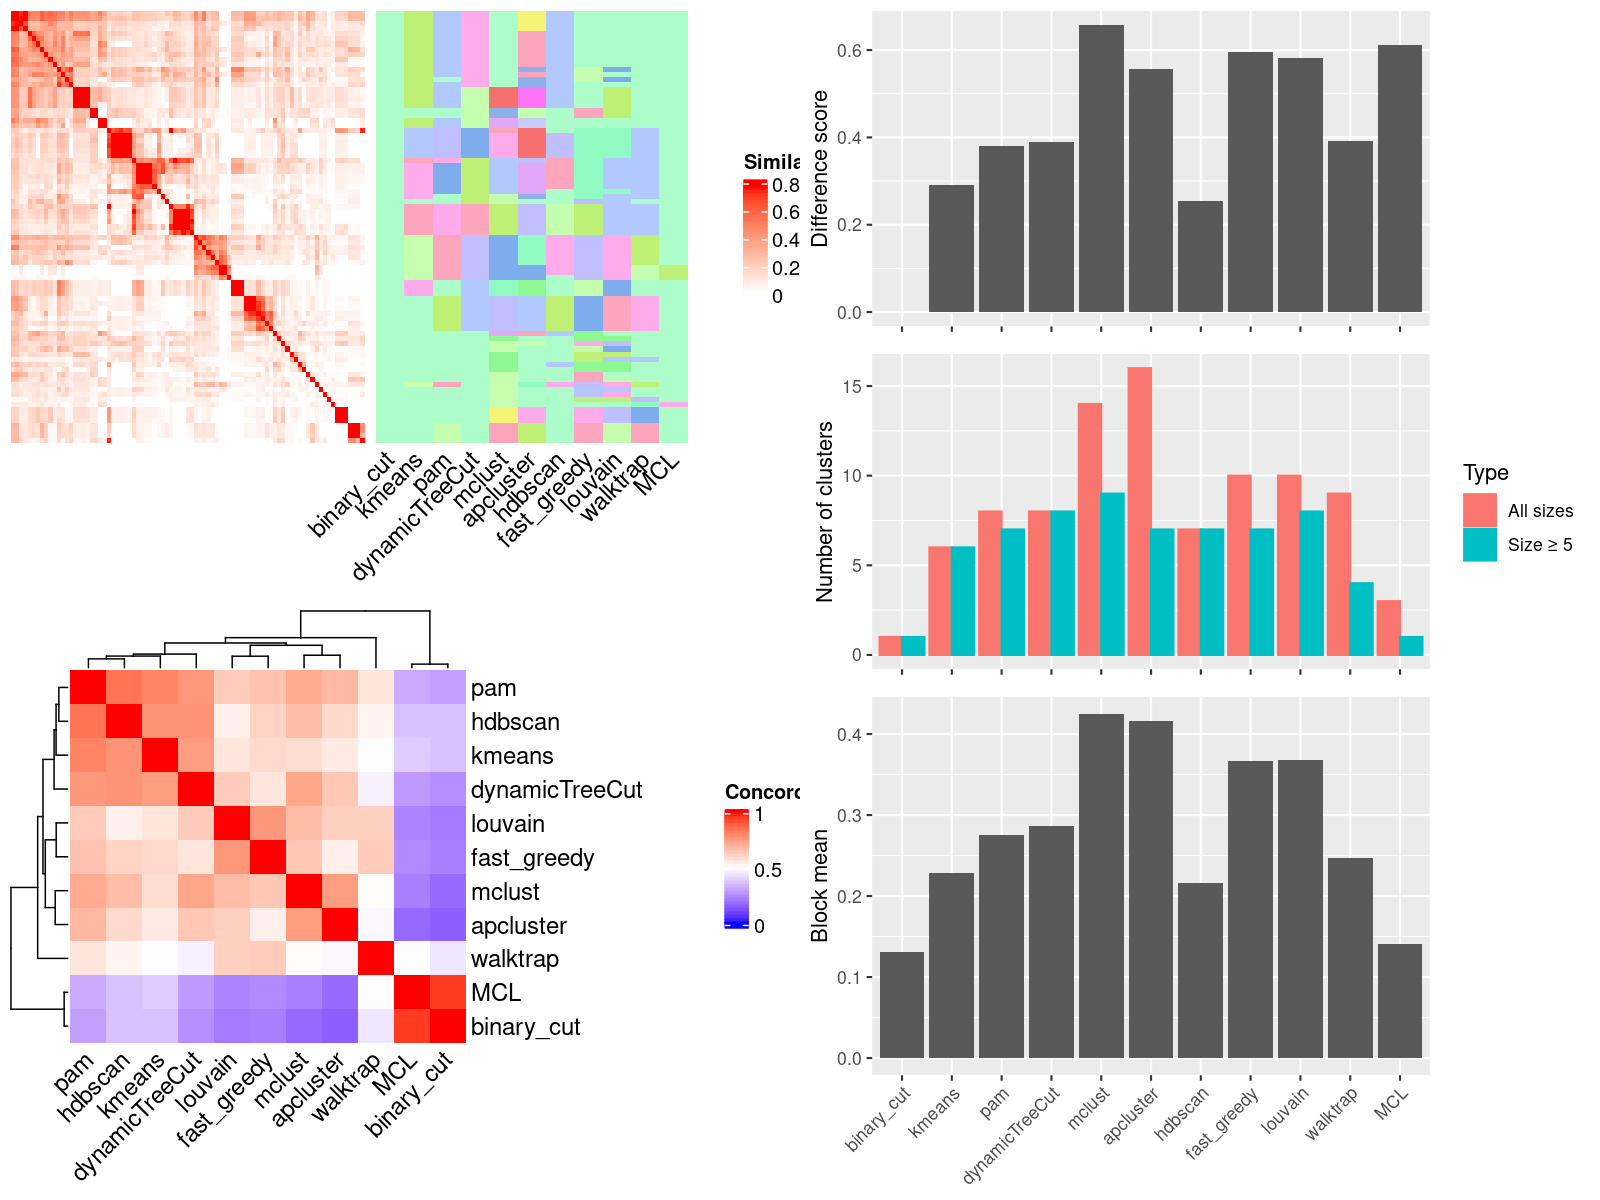 Simila
0.8
0.6
0.4
0.2
0
binary_cut
kmeans
pam
dynamicTreeCut
mclust
apcluster
hdbscan
fast_greedy
louvain
walktrap
MCL
Difference score
0.6
0.4
0.2
0.0
Number of clusters
15
10
5
0
Type
All sizes
Size ≥ 5
pam
hdbscan
kmeans
dynamicTreeCut
louvain
fast_greedy
mclust
apcluster
walktrap
MCL
binary_cut
pam
hdbscan
kmeans
dynamicTreeCut
louvain
fast_greedy
mclust
apcluster
walktrap
MCL
binary_cut
Concord
1
0.5
0
Block mean
0.4
0.3
0.2
0.1
0.0
binary_cut
kmeans
pam
dynamicTreeCut
mclust
apcluster
hdbscan
fast_greedy
louvain
walktrap
MCL